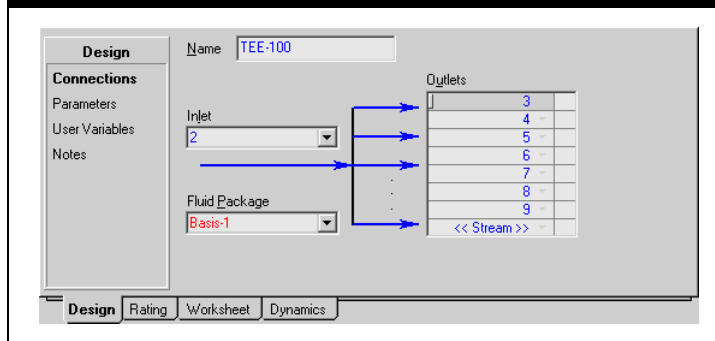 Design
Connections
Parameters
User Variables
Notes
Name TEE-100
Inlet
2
Fluid Package
Basis-1
Outlets
3
4
5
6
7
8
9
<< Stream >>
Design Rating Worksheet Dynamics